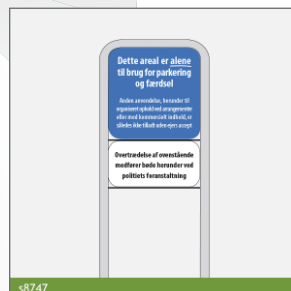 Dette areal er alene
til brug for parkering
og færdsel
Anden anvendelse, herunder til
organiseret ophold ved arrangementer
eller med kommercielt indhold, er
således ikke tilladt uden ejers accept
Overtrædelse af ovenstående
medfører bøde herunder ved
politiets foranstaltning
s8747